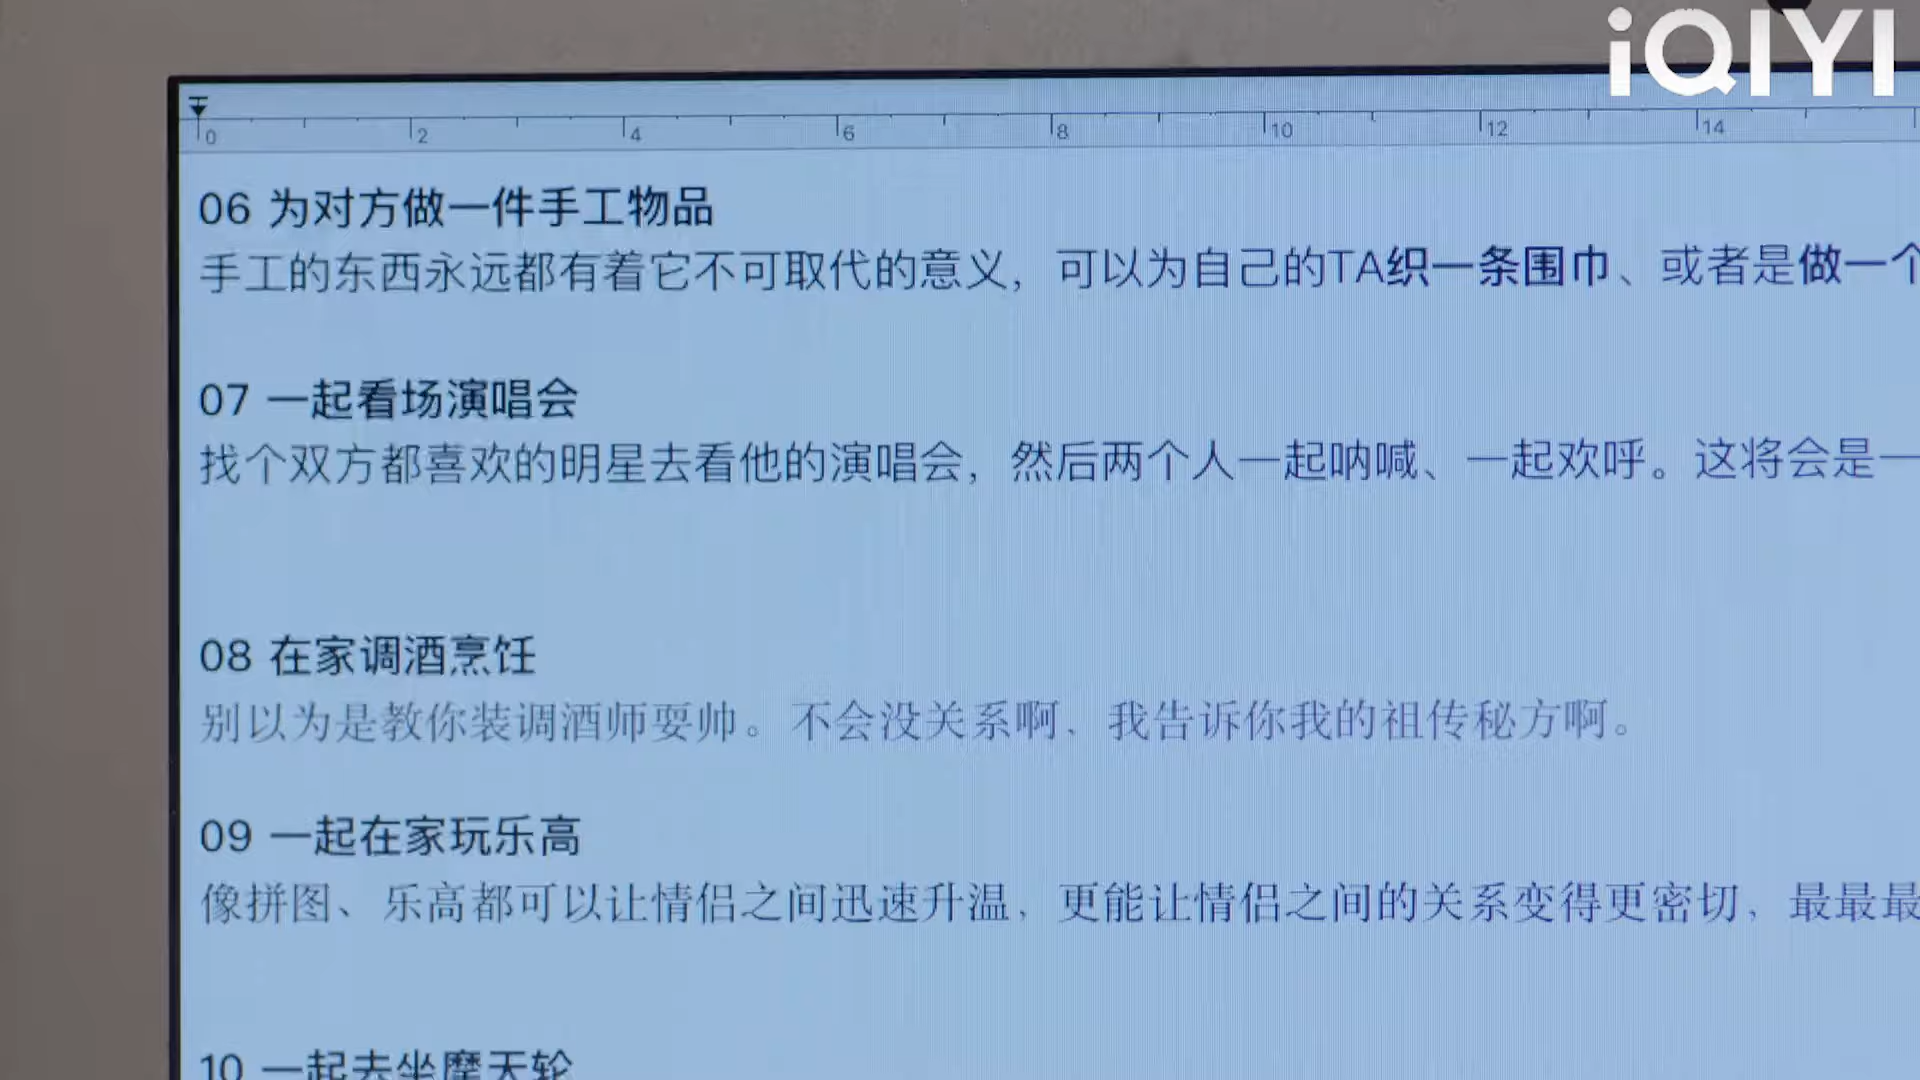 iQIYI
0 2 4 6 8 10 12 14
06 为对方做一件手工物品
手工的东西永远都有着它不可取代的意义，可以为自己的TA织一条围巾、或者是做一个
07 一起看场演唱会
找个双方都喜欢的明星去看他的演唱会，然后两个人一起呐喊、一起欢呼。这将会是一
08 在家调酒烹饪
别以为是教你装调酒师耍帅。不会没关系啊，我告诉你我的祖传秘方啊。
09 一起在家玩乐高
像拼图、乐高都可以让情侣之间迅速升温，更能让情侣之间的关系变得更密切，最最最
10 一起去坐摩天轮